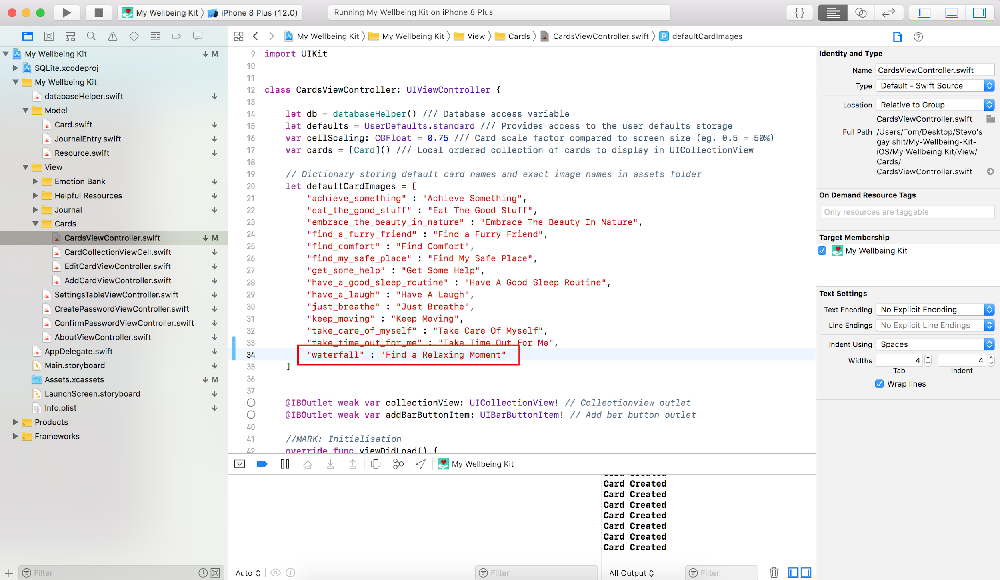 My Wellbeing Kit
iPhone 8 Plus (12.0)
Running My Wellbeing Kit on iPhone 8 Plus
{ }
My Wellbeing Kit
My Wellbeing Kit
View
Cards
CardsViewController.swift
P
defaultCardImages
My Wellbeing Kit M
SQLite.xcodeproj
My Wellbeing Kit
databaseHelper.swift
Model
Card.swift
JournalEntry.swift
Resource.swift
View
Emotion Bank
Helpful Resources
Journal
Cards
CardsViewController.swift M
CardCollectionViewCell.swift
EditCardViewController.swift
AddCardViewController.swift
SettingsTableViewController.swift
CreatePasswordViewController.swift
ConfirmPasswordViewController.swift
AboutViewController.swift
AppDelegate.swift
Main.storyboard
Assets.xcassets M
LaunchScreen.storyboard
Info.plist
Products
Frameworks
Filter
9 import UIKit
10
11
12 class CardsViewController: UIViewController {
13
14 let db = databaseHelper() /// Database access variable
15 let defaults = UserDefaults.standard /// Provides access to the user defaults storage
16 var cellScaling: CGFloat = 0.75 /// Card scale factor compared to screen size (eg. 0.5 = 50%)
17 var cards = [Card]() /// Local ordered collection of cards to display in UICollectionView
18
19 // Dictionary storing default card names and exact image names in assets folder
20 let defaultCardImages = [
21 "achieve_something" : "Achieve Something",
22 "eat_the_good_stuff" : "Eat The Good Stuff",
23 "embrace_the_beauty_in_nature" : "Embrace The Beauty In Nature",
24 "find_a_furry_friend" : "Find a Furry Friend",
25 "find_comfort" : "Find Comfort",
26 "find_my_safe_place" : "Find My Safe Place",
27 "get_some_help" : "Get Some Help",
28 "have_a_good_sleep_routine" : "Have A Good Sleep Routine",
29 "have_a_laugh" : "Have A Laugh",
30 "just_breathe" : "Just Breathe",
31 "keep_moving" : "Keep Moving",
32 "take_care_of_myself" : "Take Care Of Myself",
33 "take_time_out_for_me" : "Take Time Out For Me",
34 "waterfall" : "Find a Relaxing Moment"
35 ]
36
37
@IBOutlet weak var collectionView: UICollectionView! // Collectionview outlet
@IBOutlet weak var addBarButtonItem: UIBarButtonItem! // Add bar button outlet
40
41 //MARK: Initialisation
42 override func viewDidLoad() {
My Wellbeing Kit
Card Created
Card Created
Card Created
Card Created
Card Created
Card Created
Card Created
Card Created
Auto
Filter
All Output
Filter
Identity and Type
Name CardsViewController.swift
Type Default - Swift Source
Location Relative to Group
CardsViewController.swift
Full Path /Users/Tom/Desktop/Stevo's
gay shit/My-Wellbeing-Kit-
iOS/My Wellbeing Kit/View/
Cards/
CardsViewController.swift
On Demand Resource Tags
Only resources are taggable
Target Membership
My Wellbeing Kit
Text Settings
Text Encoding No Explicit Encoding
Line Endings No Explicit Line Endings
Indent Using Spaces
Widths 4 4
Tab Indent
Wrap lines